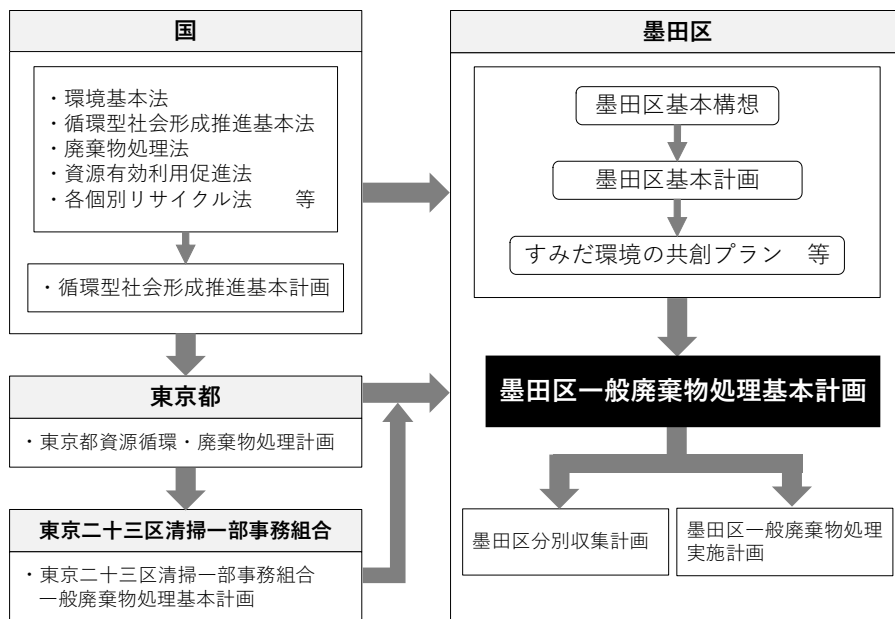 国
・環境基本法
・循環型社会形成推進基本法
・廃棄物処理法
・資源有効利用促進法
・各個別リサイクル法　　等
・循環型社会形成推進基本計画
東京都
・東京都資源循環・廃棄物処理計画
東京二十三区清掃一部事務組合
・東京二十三区清掃一部事務組合
一般廃棄物処理基本計画
墨田区
墨田区基本構想
墨田区基本計画
すみだ環境の共創プラン　等
墨田区一般廃棄物処理基本計画
墨田区分別収集計画
墨田区一般廃棄物処理
実施計画